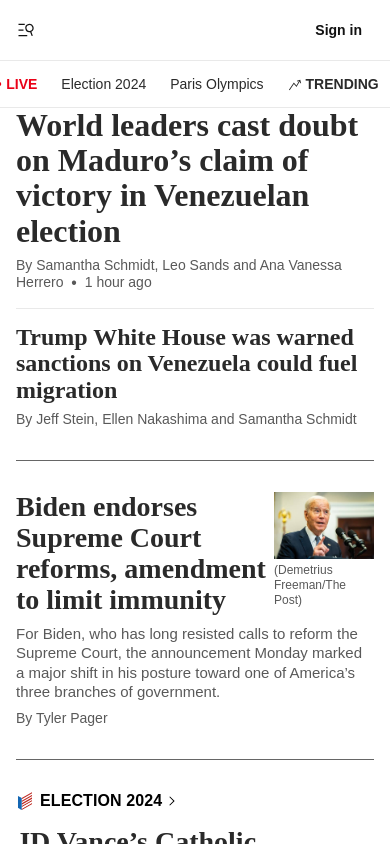 Sign in
LIVE
Election 2024
Paris Olympics
TRENDING
World leaders cast doubt
on Maduro’s claim of
victory in Venezuelan
election
By Samantha Schmidt, Leo Sands and Ana Vanessa
Herrero • 1 hour ago
Trump White House was warned
sanctions on Venezuela could fuel
migration
By Jeff Stein, Ellen Nakashima and Samantha Schmidt
Biden endorses
Supreme Court
reforms, amendment
to limit immunity
(Demetrius
Freeman/The
Post)
For Biden, who has long resisted calls to reform the
Supreme Court, the announcement Monday marked
a major shift in his posture toward one of America’s
three branches of government.
By Tyler Pager
ELECTION 2024
JD Vance’s Catholic